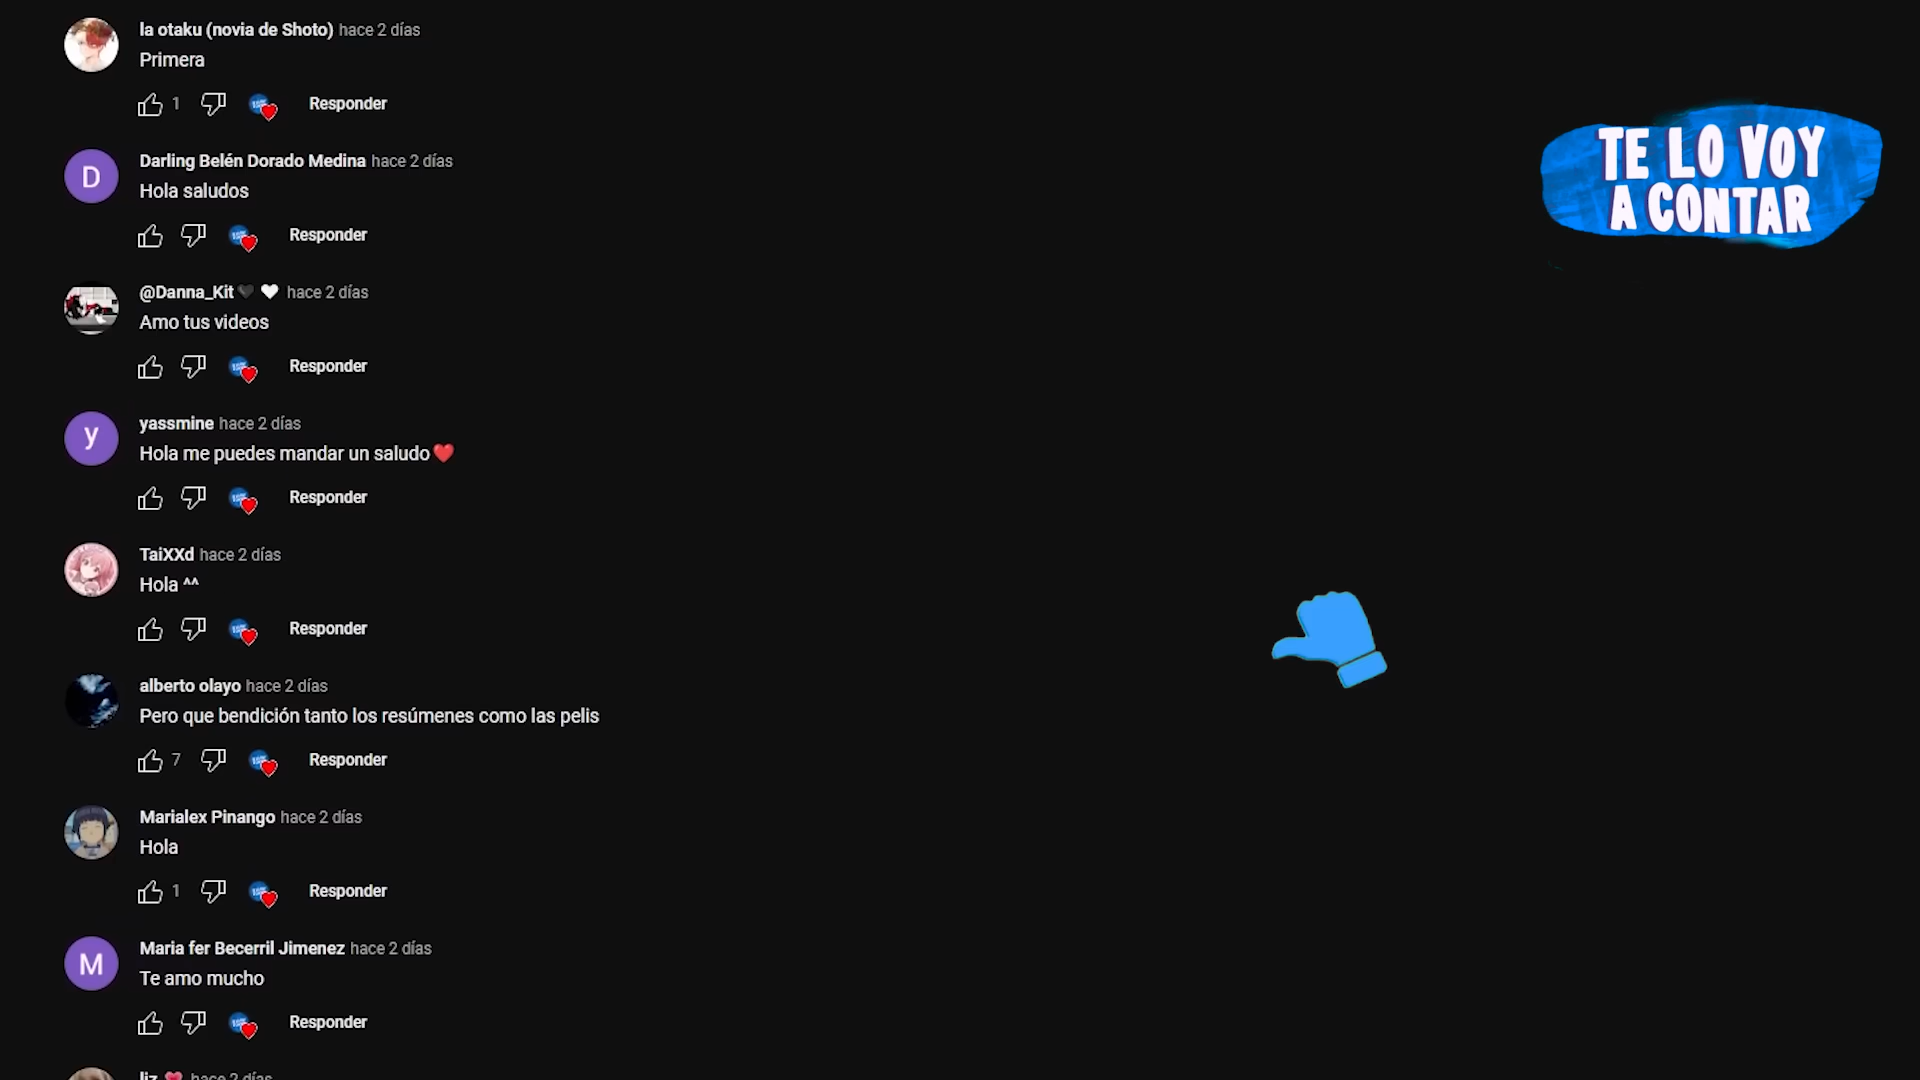 la otaku (novia de Shoto) hace 2 días
Primera
1 Responder
Darling Belén Dorado Medina hace 2 días
Hola saludos
Responder
@Danna_Kit🖤🤍 hace 2 días
Amo tus videos
Responder
yassmine hace 2 días
Hola me puedes mandar un saludo❤️
Responder
TaiXXd hace 2 días
Hola ^^
Responder
alberto olayo hace 2 días
Pero que bendición tanto los resúmenes como las pelis
7 Responder
Marialex Pinango hace 2 días
Hola
1 Responder
Maria fer Becerril Jimenez hace 2 días
Te amo mucho
Responder
liz hace 2 días
TE LO VOY
A CONTAR
D
y
M